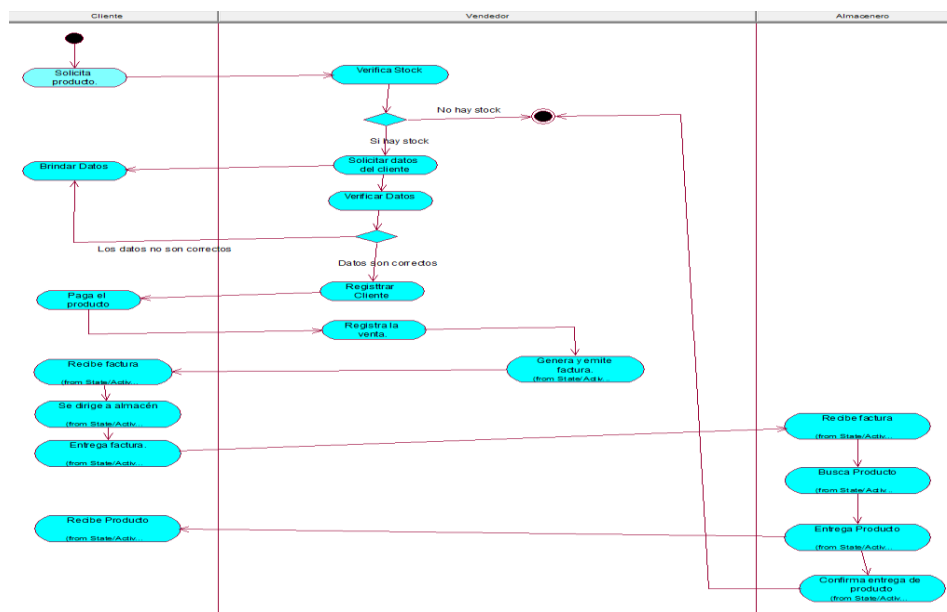 Cliente
Vendedor
Almacenero
Solicita
producto.
Verifica Stock
No hay stock
Si hay stock
Solicitar datos
del cliente
Brindar Datos
Verificar Datos
Los datos no son correctos
Datos son correctos
Registtrar
Cliente
Paga el
producto
Registra la
venta.
Genera y emite
factura.
(from State/Activ...
Recibe factura
(from State/Activ...
Se dirige a almacén
(from State/Activ...
Entrega factura.
(from State/Activ...
Recibe factura
(from State/Activ...
Busca Producto
(from State/Activ...
Entrega Producto
(from State/Activ...
Recibe Producto
(from State/Activ...
Confirma entrega de
producto
(from State/Activ...